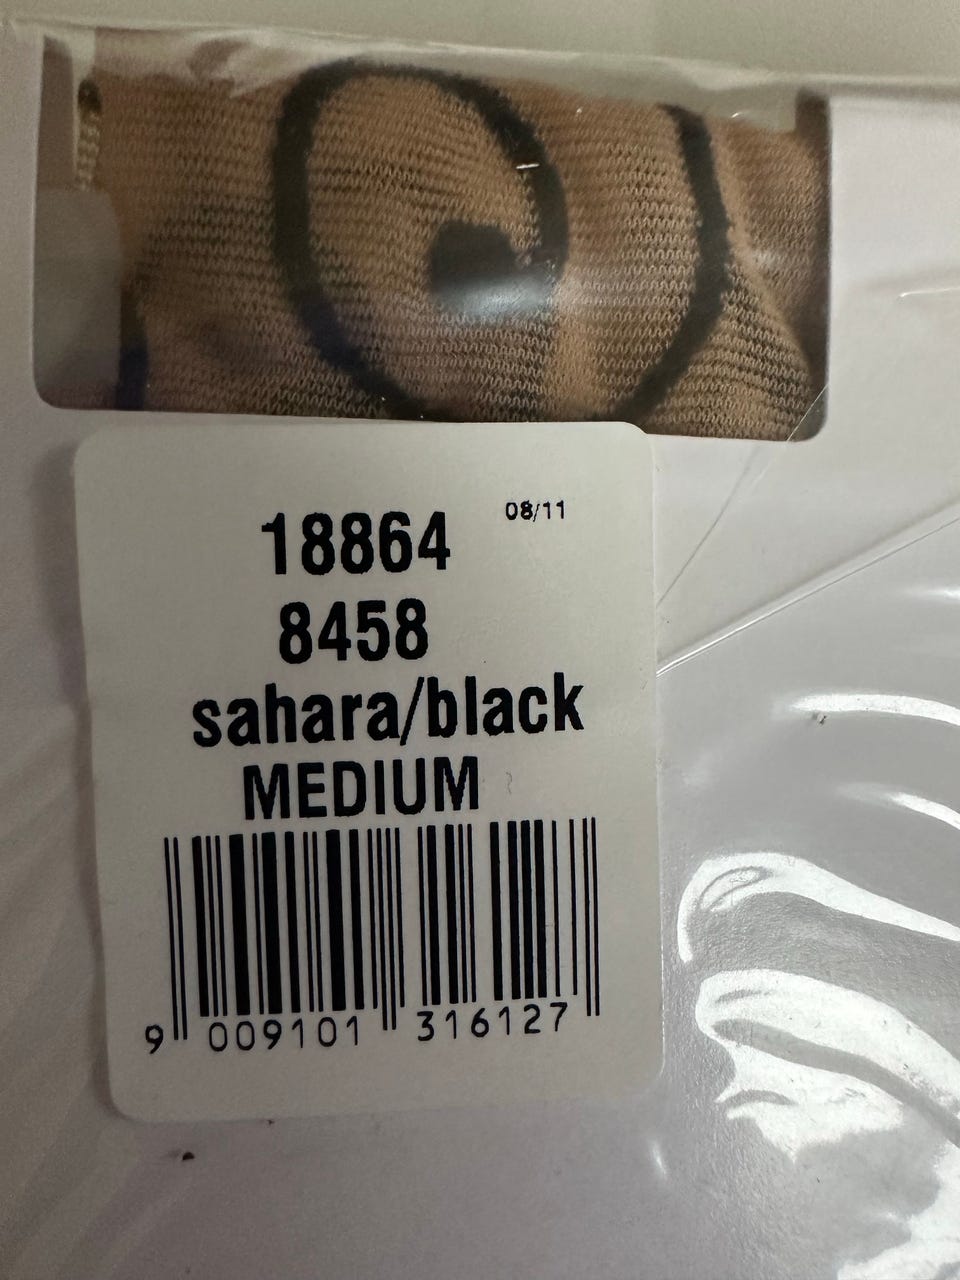 18864 08/11
8458
sahara/black
MEDIUM
9 009101 316127